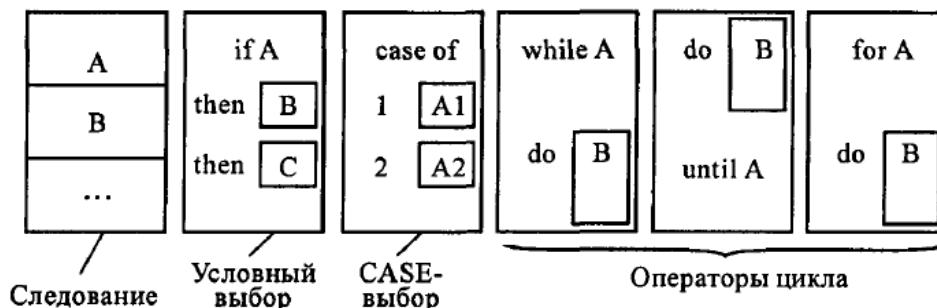 A
B
...
Следование
if A
then B
then C
Условный
выбор
case of
1 A1
2 A2
CASE-
выбор
while A
do B
do B
until A
for A
do B
Операторы цикла